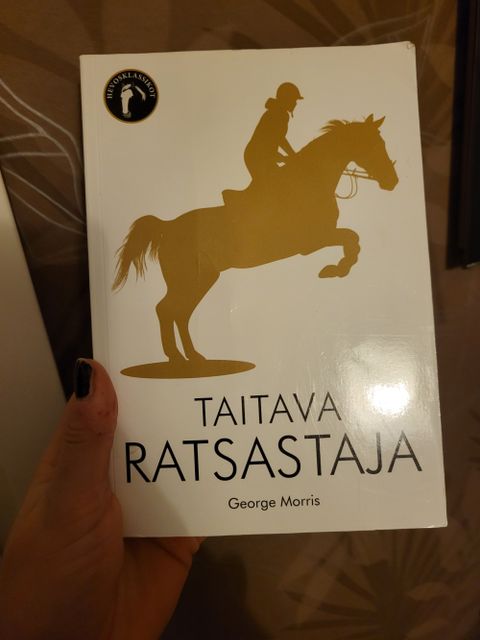 HEVOSKLASSIKOT
TAITAVA
RATSASTAJA
George Morris